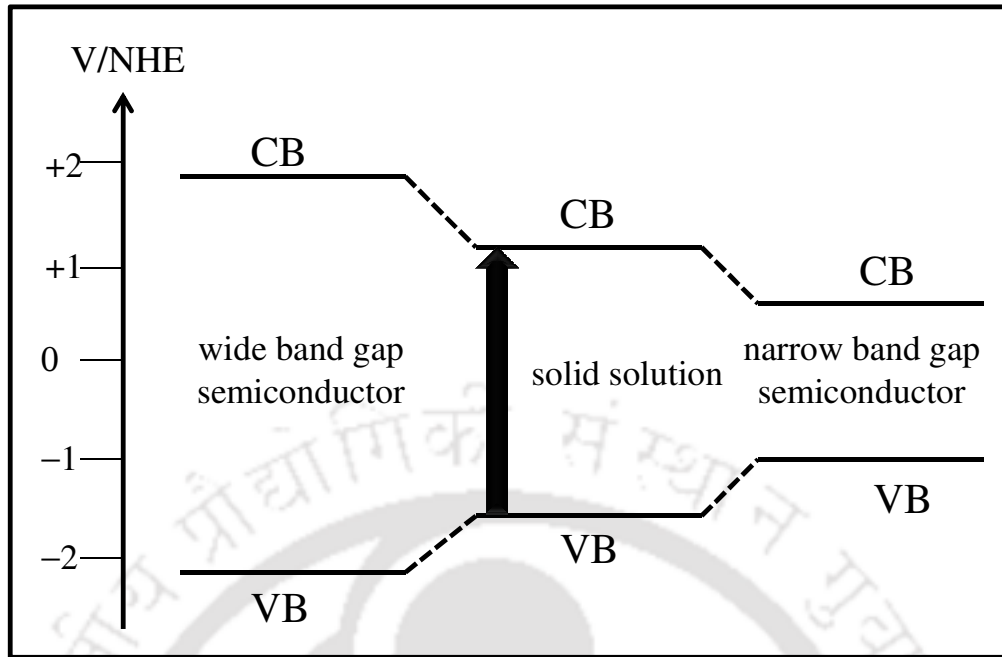 V/NHE
+2
+1
0
−1
−2
CB
CB
CB
wide band gap
semiconductor
solid solution
narrow band gap
semiconductor
VB
VB
VB